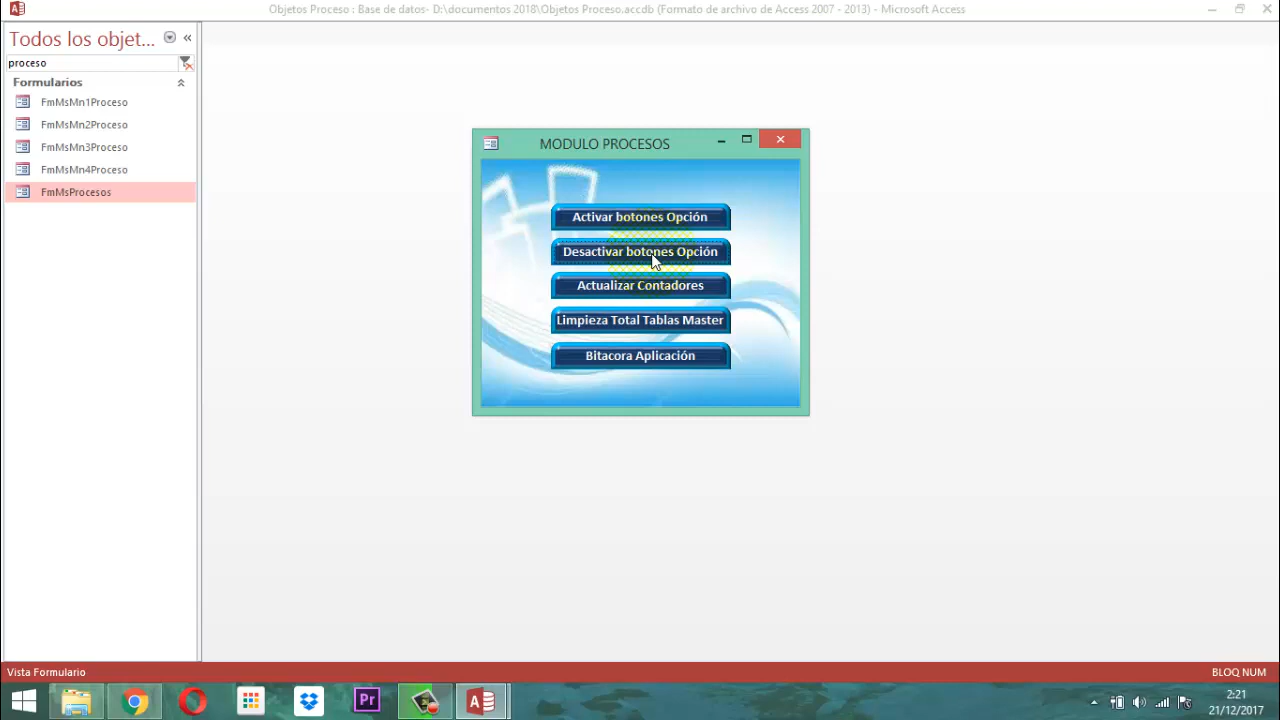 Objetos Proceso : Base de datos- D:\documentos 2018\Objetos Proceso.accdb (Formato de archivo de Access 2007 - 2013) - Microsoft Access
Todos los objet...
proceso
Formularios
FmMsMn1Proceso
FmMsMn2Proceso
FmMsMn3Proceso
FmMsMn4Proceso
FmMsProcesos
MODULO PROCESOS
Activar botones Opción
Desactivar botones Opción
Actualizar Contadores
Limpieza Total Tablas Master
Bitacora Aplicación
Vista Formulario
BLOQ NUM
Pr
2:21
21/12/2017